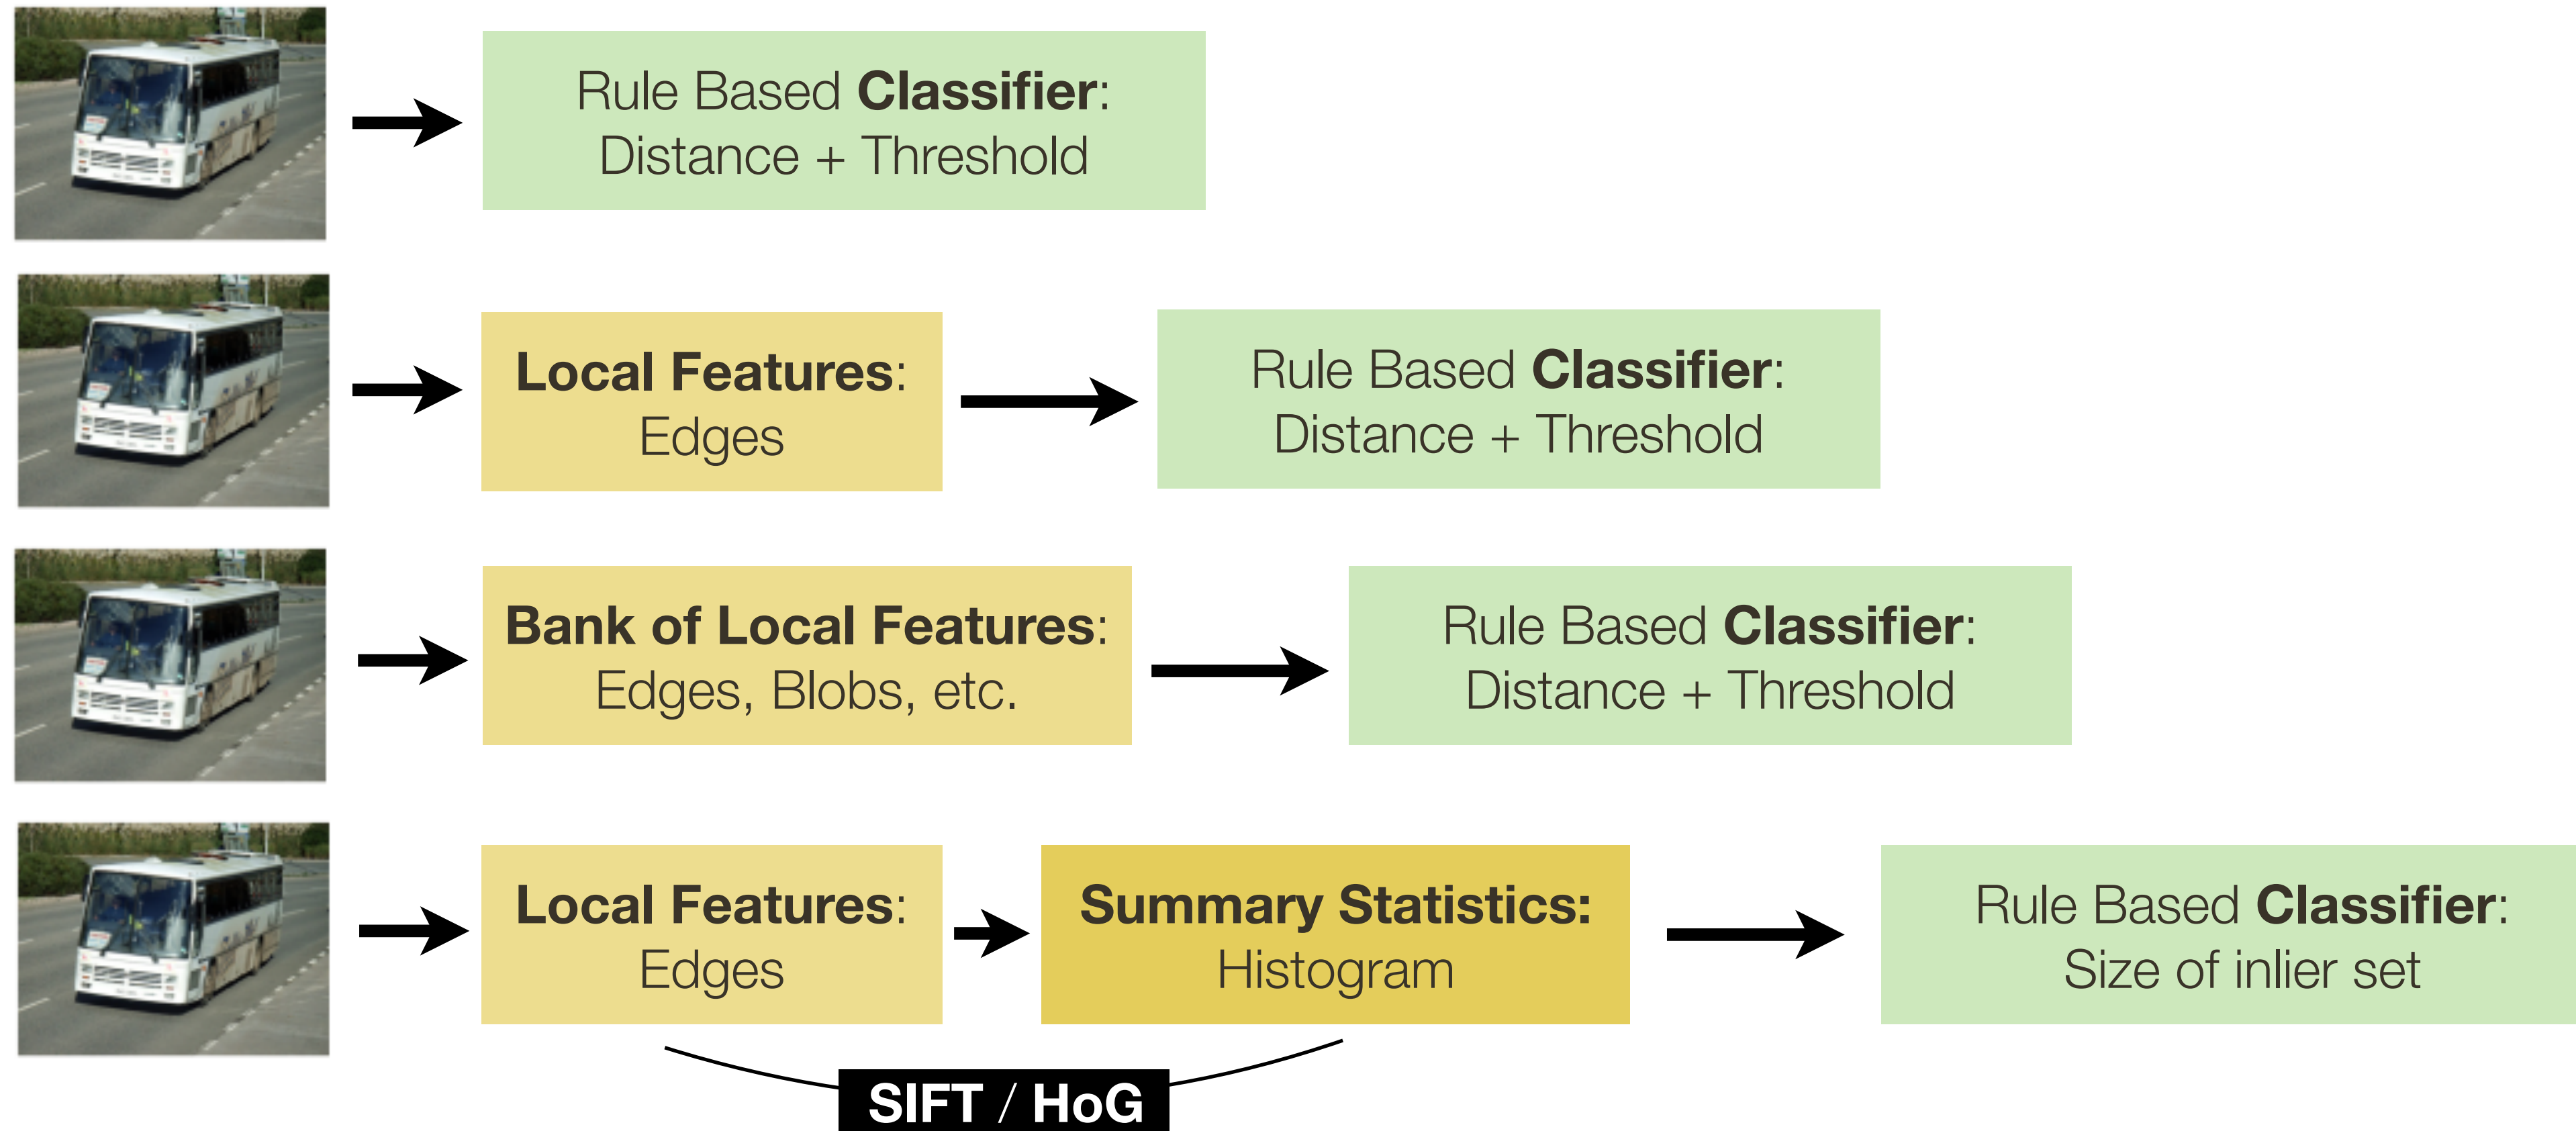 Rule Based Classifier:
Distance + Threshold
Local Features:
Edges
Rule Based Classifier:
Distance + Threshold
Bank of Local Features:
Edges, Blobs, etc.
Rule Based Classifier:
Distance + Threshold
Local Features:
Edges
Summary Statistics:
Histogram
Rule Based Classifier:
Size of inlier set
SIFT / HoG